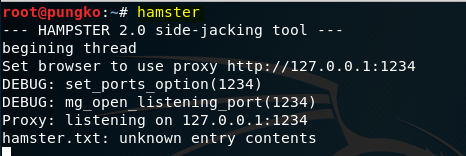 root@pungko:~# hamster
--- HAMPSTER 2.0 side-jacking tool ---
begining thread
Set browser to use proxy http://127.0.0.1:1234
DEBUG: set_ports_option(1234)
DEBUG: mg_open_listening_port(1234)
Proxy: listening on 127.0.0.1:1234
hamster.txt: unknown entry contents